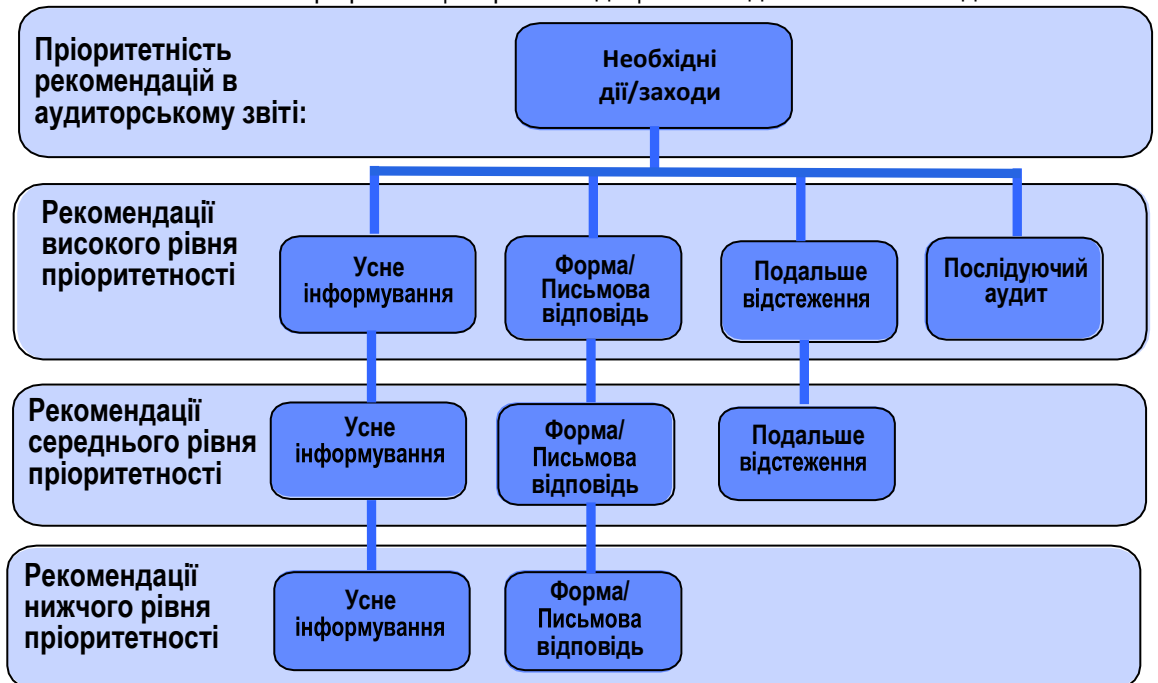 Пріоритетність
рекомендацій в
аудиторському звіті:
Необхідні
дії/заходи
Рекомендації
високого рівня
пріоритетності
Усне
інформування
Форма/
Письмова
відповідь
Подальше
відстеження
Послідуючий
аудит
Рекомендації
середнього рівня
пріоритетності
Усне
інформування
Форма/
Письмова
відповідь
Подальше
відстеження
Рекомендації
нижчого рівня
пріоритетності
Усне
інформування
Форма/
Письмова
відповідь